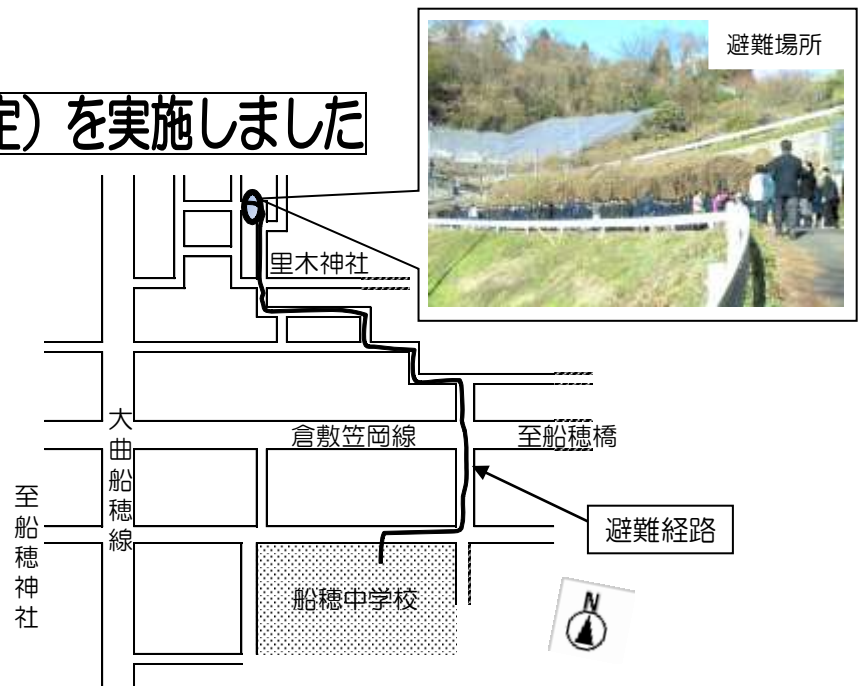 避難場所
定）を実施しました
里木神社
大曲船穂線
倉敷笠岡線
至船穂橋
至船穂神社
避難経路
船穂中学校
N